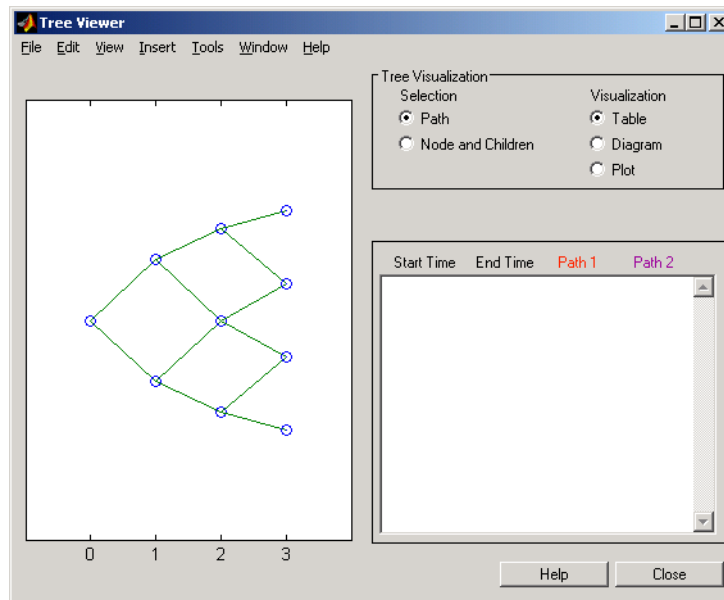 Tree Viewer
File Edit View Insert Tools Window Help
Tree Visualization
Selection
Path
Node and Children
Visualization
Table
Diagram
Plot
Start Time End Time Path 1 Path 2
0 1 2 3
Help Close